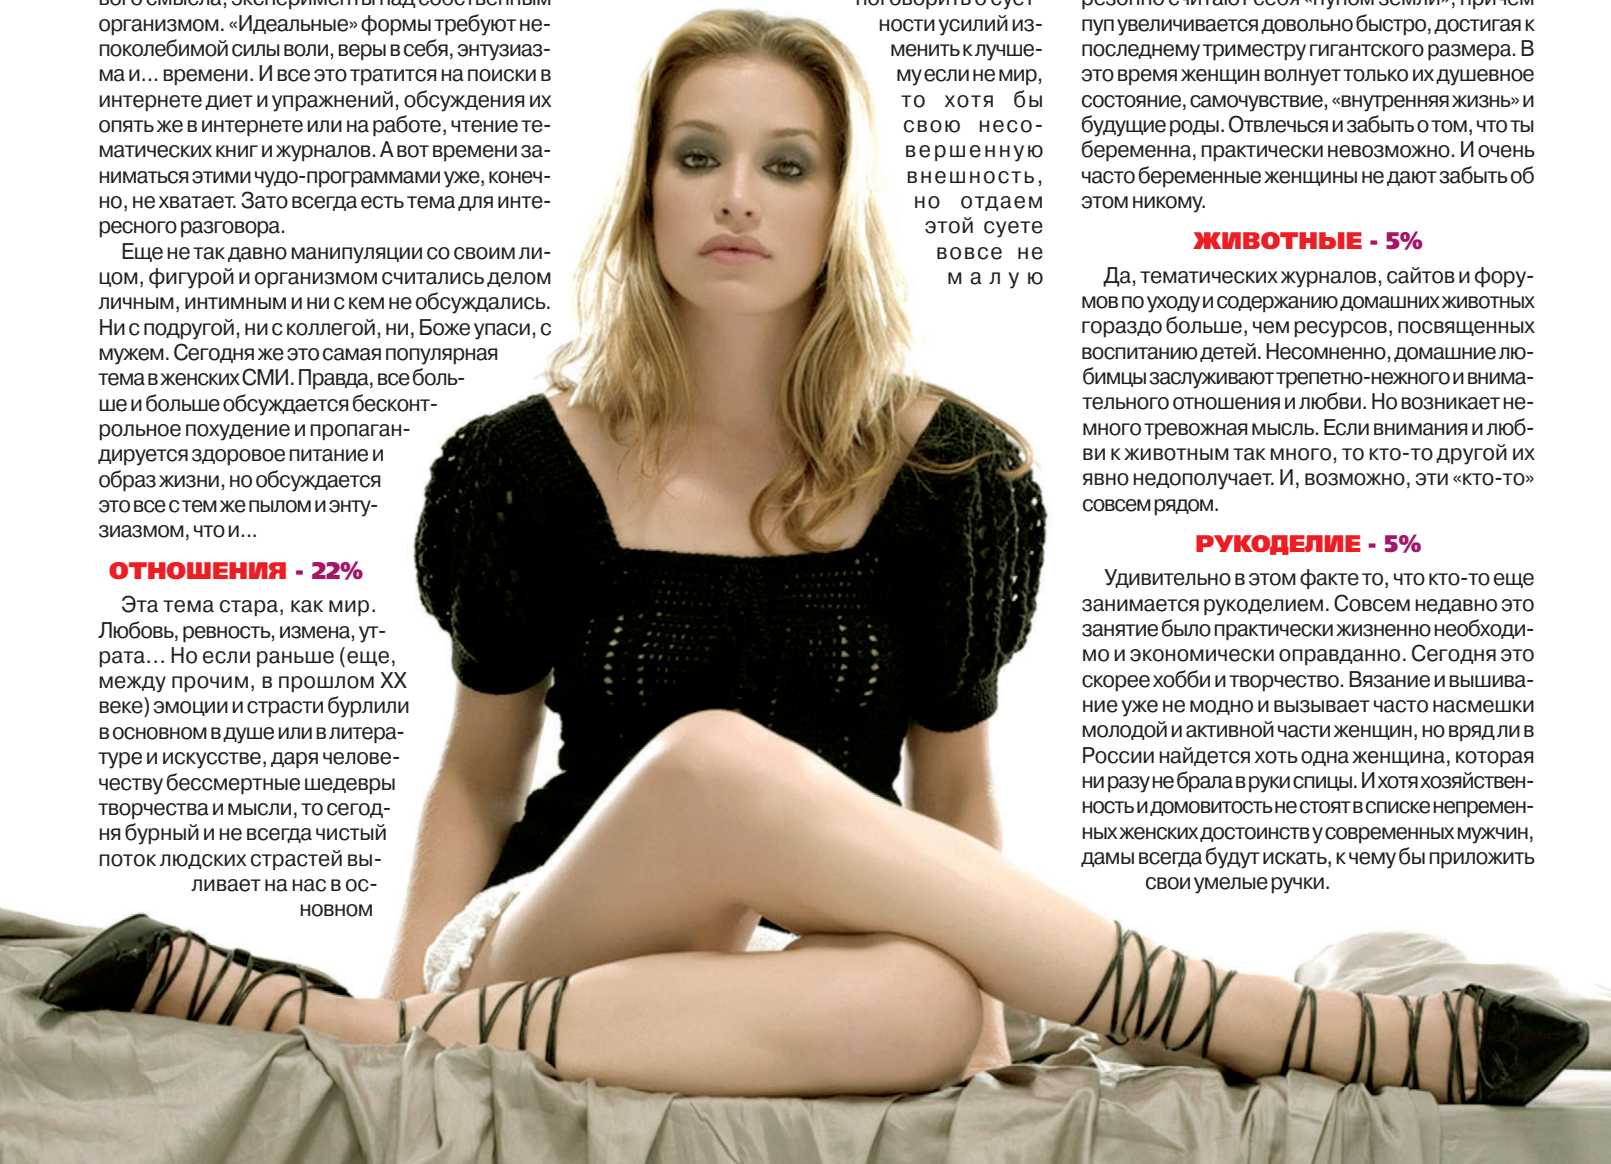 организмом. «Идеальные» формы требуют не-
поколебимой силы воли, веры в себя, энтузиаз-
ма и... времени. И все это тратится на поиски в
интернете диет и упражнений, обсуждения их
опять же в интернете или на работе, чтение те-
матических книг и журналов. А вот времени за-
ниматься этими чудо-программами уже, конеч-
но, не хватает. Зато всегда есть тема для инте-
ресного разговора.
Еще не так давно манипуляции со своим ли-
цом, фигурой и организмом считались делом
личным, интимным и ни с кем не обсуждались.
Ни с подругой, ни с коллегой, ни, Боже упаси, с
мужем. Сегодня же это самая популярная
тема в женских СМИ. Правда, все боль-
ше и больше обсуждается бесконт-
рольное похудение и пропаган-
дируется здоровое питание и
образ жизни, но обсуждается
это все с тем же пылом и энту-
зиазмом, что и...
ОТНОШЕНИЯ - 22%
Эта тема стара, как мир.
Любовь, ревность, измена, ут-
рата... Но если раньше (еще,
между прочим, в прошлом XX
веке) эмоции и страсти бурлили
в основном в душе или в литера-
туре и искусстве, даря челове-
честву бессмертные шедевры
творчества и мысли, то сегод-
ня бурный и не всегда чистый
поток людских страстей вы-
ливает на нас в ос-
новном
ности усилий из-
менить к лучше-
му если не мир,
то хотя бы
свою несо-
вершенную
внешность,
но отдаем
этой суете
вовсе не
малую
пуп увеличивается довольно быстро, достигая к
последнему триместру гигантского размера. В
это время женщин волнует только их душевное
состояние, самочувствие, «внутренняя жизнь» и
будущие роды. Отвлечься и забыть о том, что ты
беременна, практически невозможно. И очень
часто беременные женщины не дают забыть об
этом никому.
ЖИВОТНЫЕ - 5%
Да, тематических журналов, сайтов и фору-
мов по уходу и содержанию домашних животных
гораздо больше, чем ресурсов, посвященных
воспитанию детей. Несомненно, домашние лю-
бимцы заслуживают трепетно-нежного и внима-
тельного отношения и любви. Но возникает не-
много тревожная мысль. Если внимания и люб-
ви к животным так много, то кто-то другой их
явно недополучает. И, возможно, эти «кто-то»
совсем рядом.
РУКОДЕЛИЕ - 5%
Удивительно в этом факте то, что кто-то еще
занимается рукоделием. Совсем недавно это
занятие было практически жизненно необходи-
мо и экономически оправданно. Сегодня это
скорее хобби и творчество. Вязание и вышива-
ние уже не модно и вызывает часто насмешки
молодой и активной части женщин, но вряд ли в
России найдется хоть одна женщина, которая
ни разу не брала в руки спицы. И хотя хозяйствен-
ность и домовитость не стоят в списке непремен-
ных женских достоинств у современных мужчин,
дамы всегда будут искать, к чему бы приложить
свои умелые ручки.